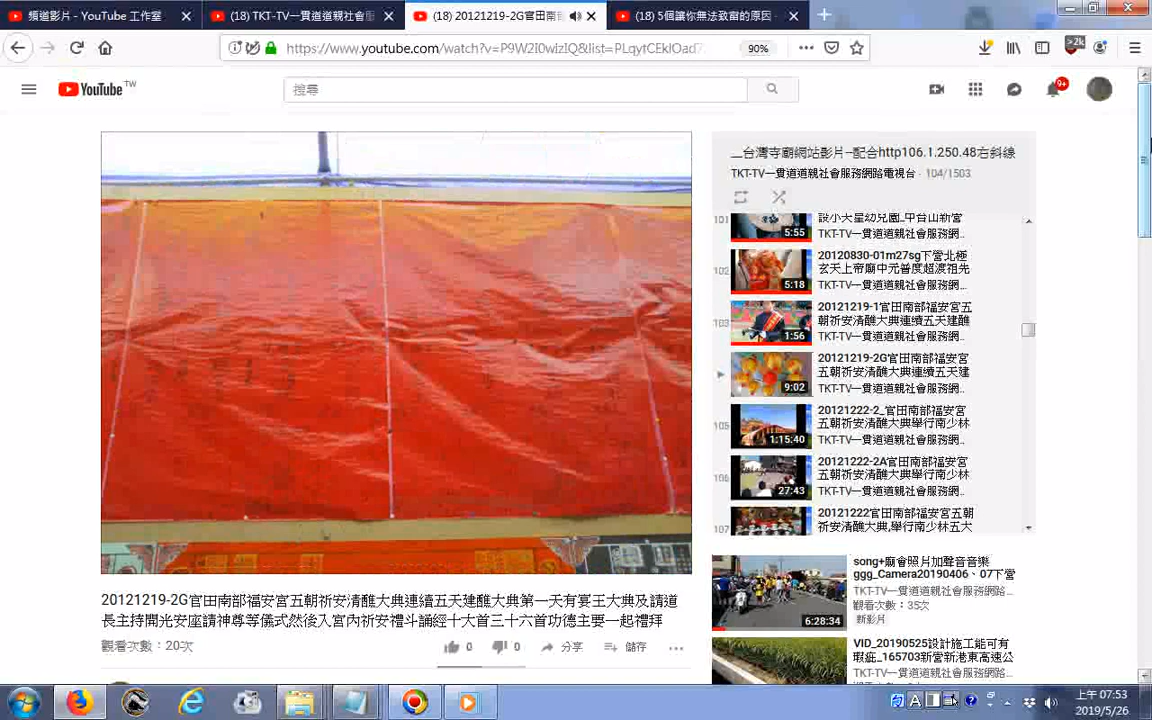 頻道影片 - YouTube 工作室
(18) TKT-TV一貫道道親社會
(18) 20121219-2G官田南
(18) 5個讓你無法致富的原因
https://www.youtube.com/watch?v=P9W2I0wizlQ&list=PLqytCEkIOad7
90%
>2k
YouTube TW
搜尋
9+
二台灣寺廟網站影片--配合http106.1.250.48右斜線
TKT-TV一貫道道親社會服務網路電視台 - 104/1503
101
設小天星幼兒園_中台山新營
TKT-TV一貫道道親社會服務網..
5:55
102
20120830-01m27sg下營北極
玄天上帝廟中元普度超渡祖先
TKT-TV一貫道道親社會服務網..
5:18
103
20121219-1官田南部福安宮五
朝祈安清醮大典連續五天建醮
TKT-TV一貫道道親社會服務網..
1:56
20121219-2G官田南部福安宮
五朝祈安清醮大典連續五天建
TKT-TV一貫道道親社會服務網..
9:02
105
20121222-2_官田南部福安宮
五朝祈安清醮大典舉行南少林
TKT-TV一貫道道親社會服務網..
1:15:40
106
20121222-2A官田南部福安宮
五朝祈安清醮大典舉行南少林
TKT-TV一貫道道親社會服務網..
27:43
107
20121222官田南部福安宮五朝
祈安清醮大典,舉行南少林五大
20121219-2G官田南部福安宮五朝祈安清醮大典連續五天建醮大典第一天有宴王大典及請道
長主持開光安座請神尊等儀式然後入宮內祈安禮斗誦經十大首三十六首功德主要一起禮拜
觀看次數：20次
0
0
分享
儲存
song+廟會照片加聲音音樂
ggg_Camera20190406、07下營
TKT-TV一貫道道親社會服務網路...
觀看次數：35次
新影片
6:28:34
VID_20190525設計施工能可有
瑕疵_165703新營新港東高速公
TKT-TV一貫道道親社會服務網路...
A
上午 07:53
2019/5/26